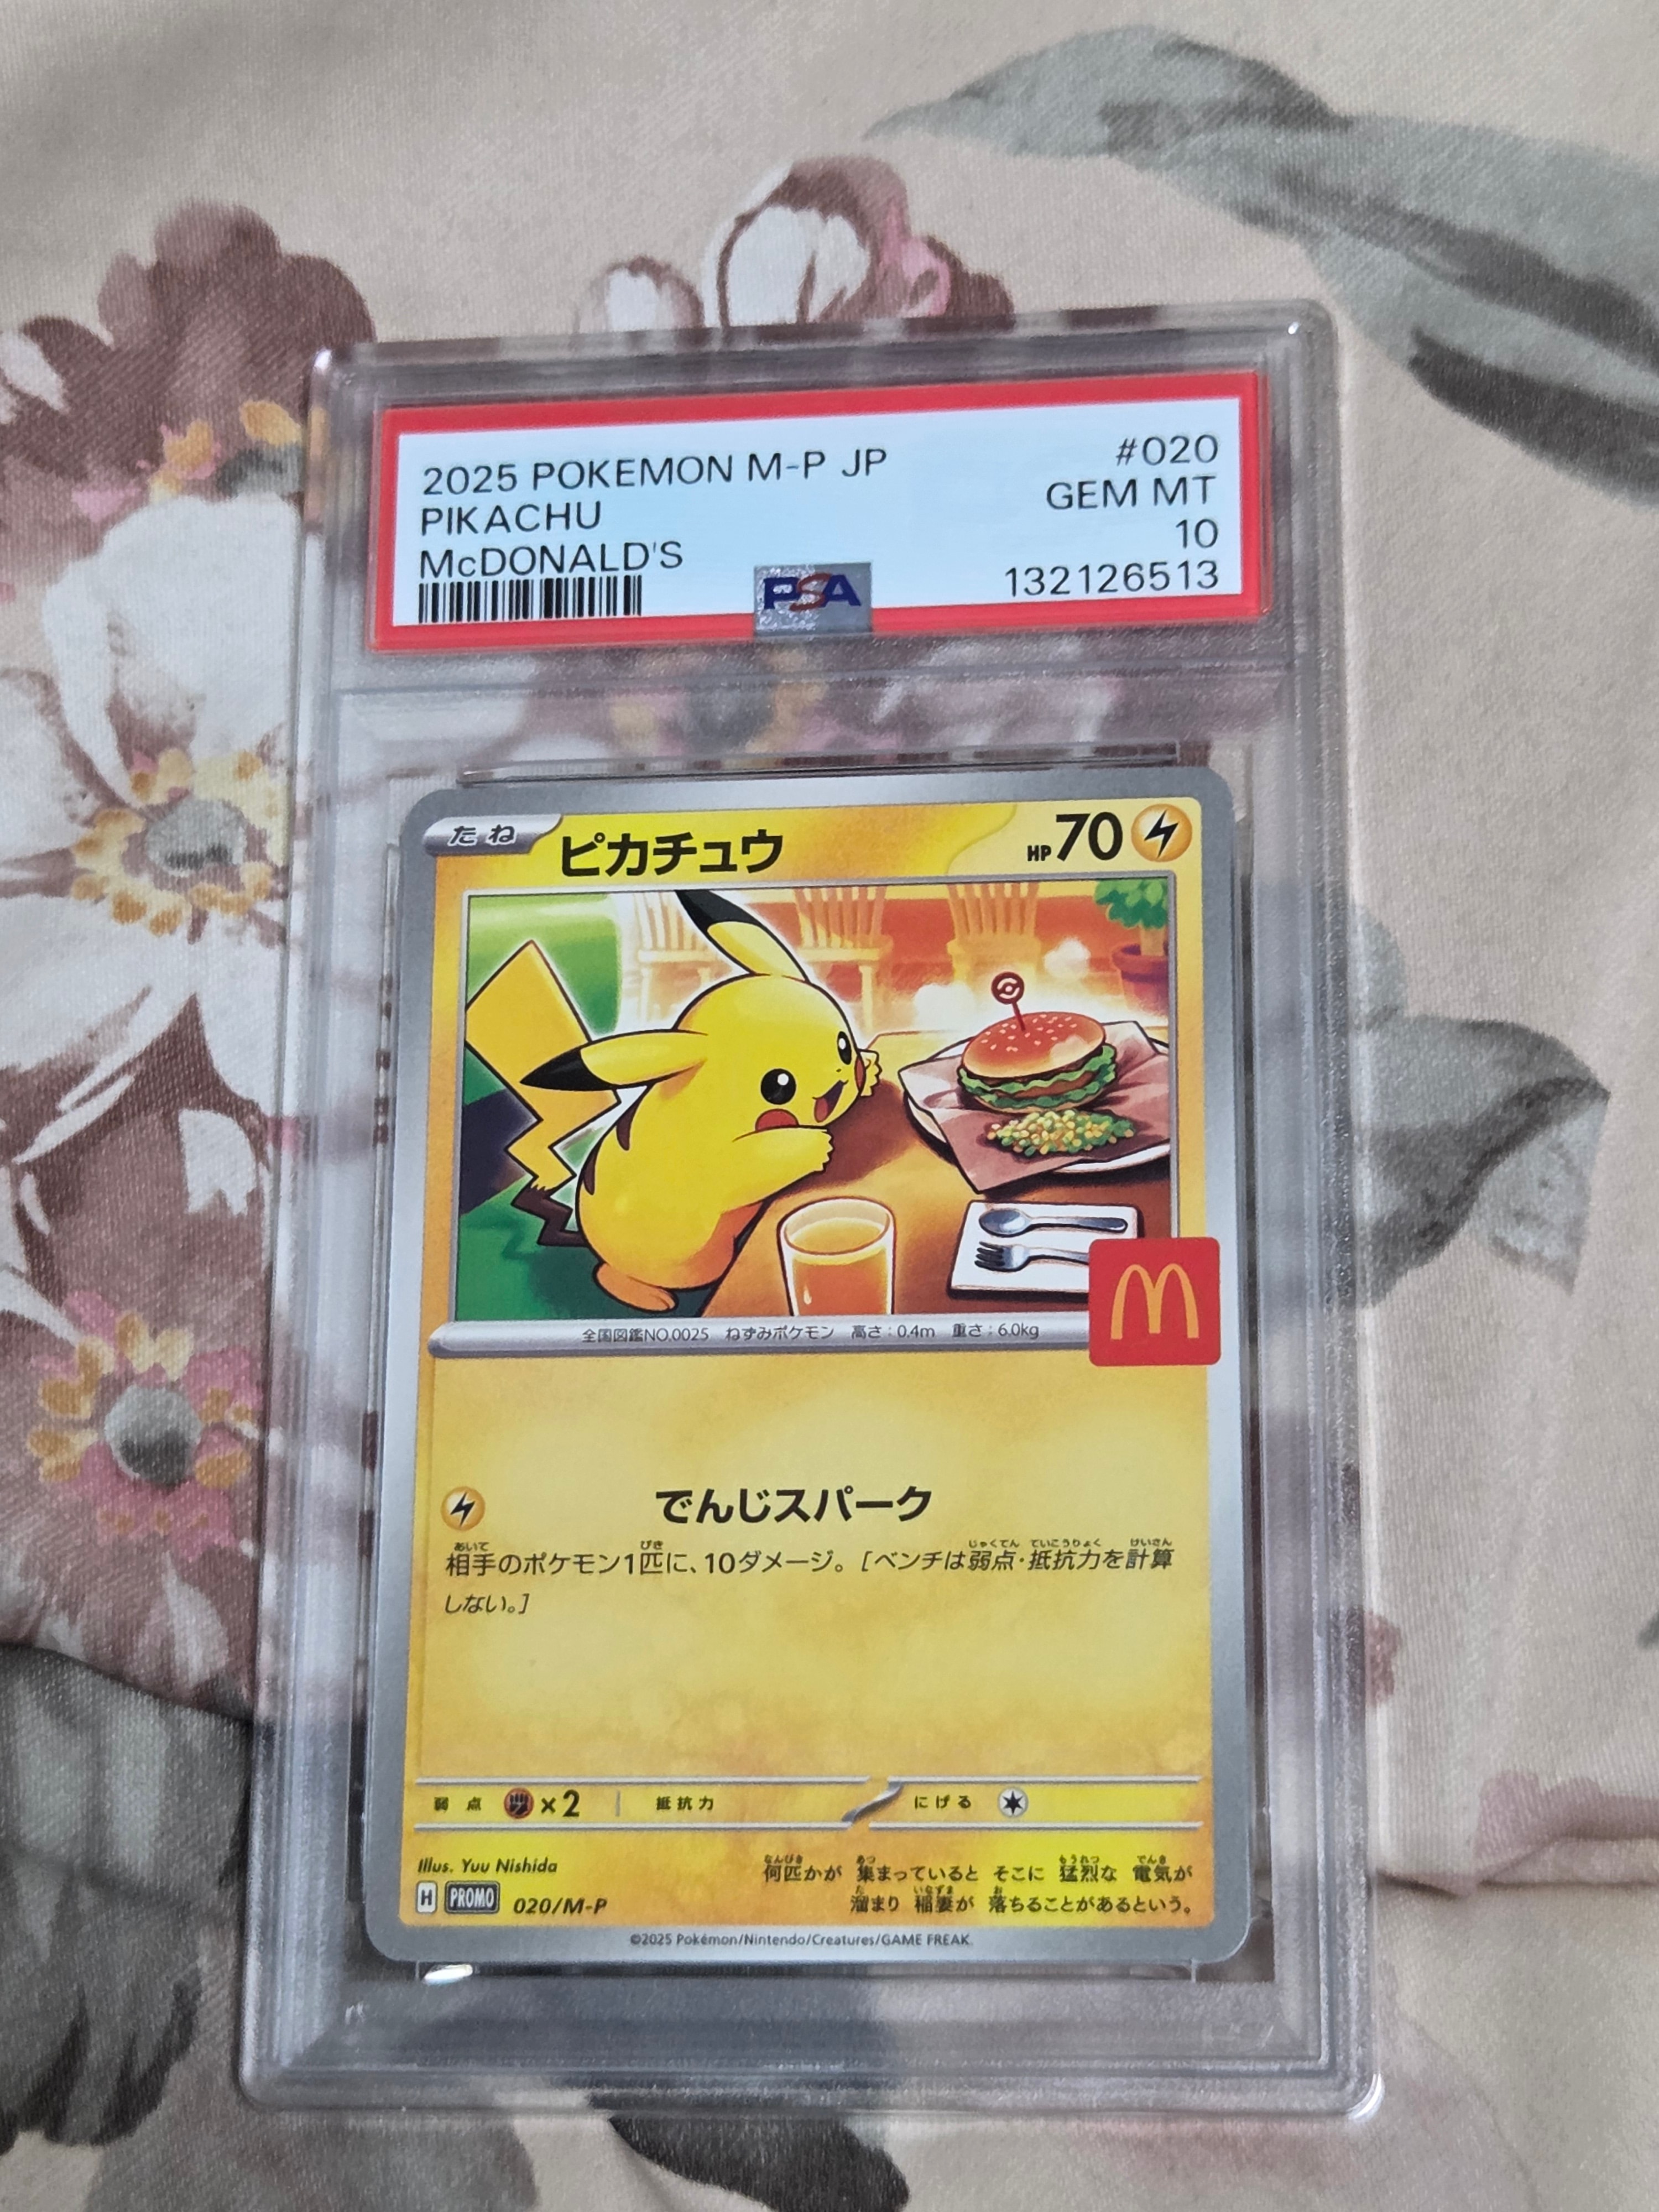 2025 POKEMON M-P JP #020
PIKACHU GEM MT
McDONALD'S 10
PSA 132126513
たね ピカチュウ HP70
全国図鑑NO.0025 ねずみポケモン 高さ:0.4m 重さ:6.0kg
でんじスパーク
相手のポケモン1匹に、10ダメージ。[ベンチは弱点・抵抗力を計算
しない。]
弱点 ×2 抵抗力 にげる
Illus. Yuu Nishida
何匹かが 集まっていると そこに 猛烈な 電気が
溜まり 稲妻が 落ちることがあるという。
H PROMO 020/M-P
©2025 Pokémon/Nintendo/Creatures/GAME FREAK.